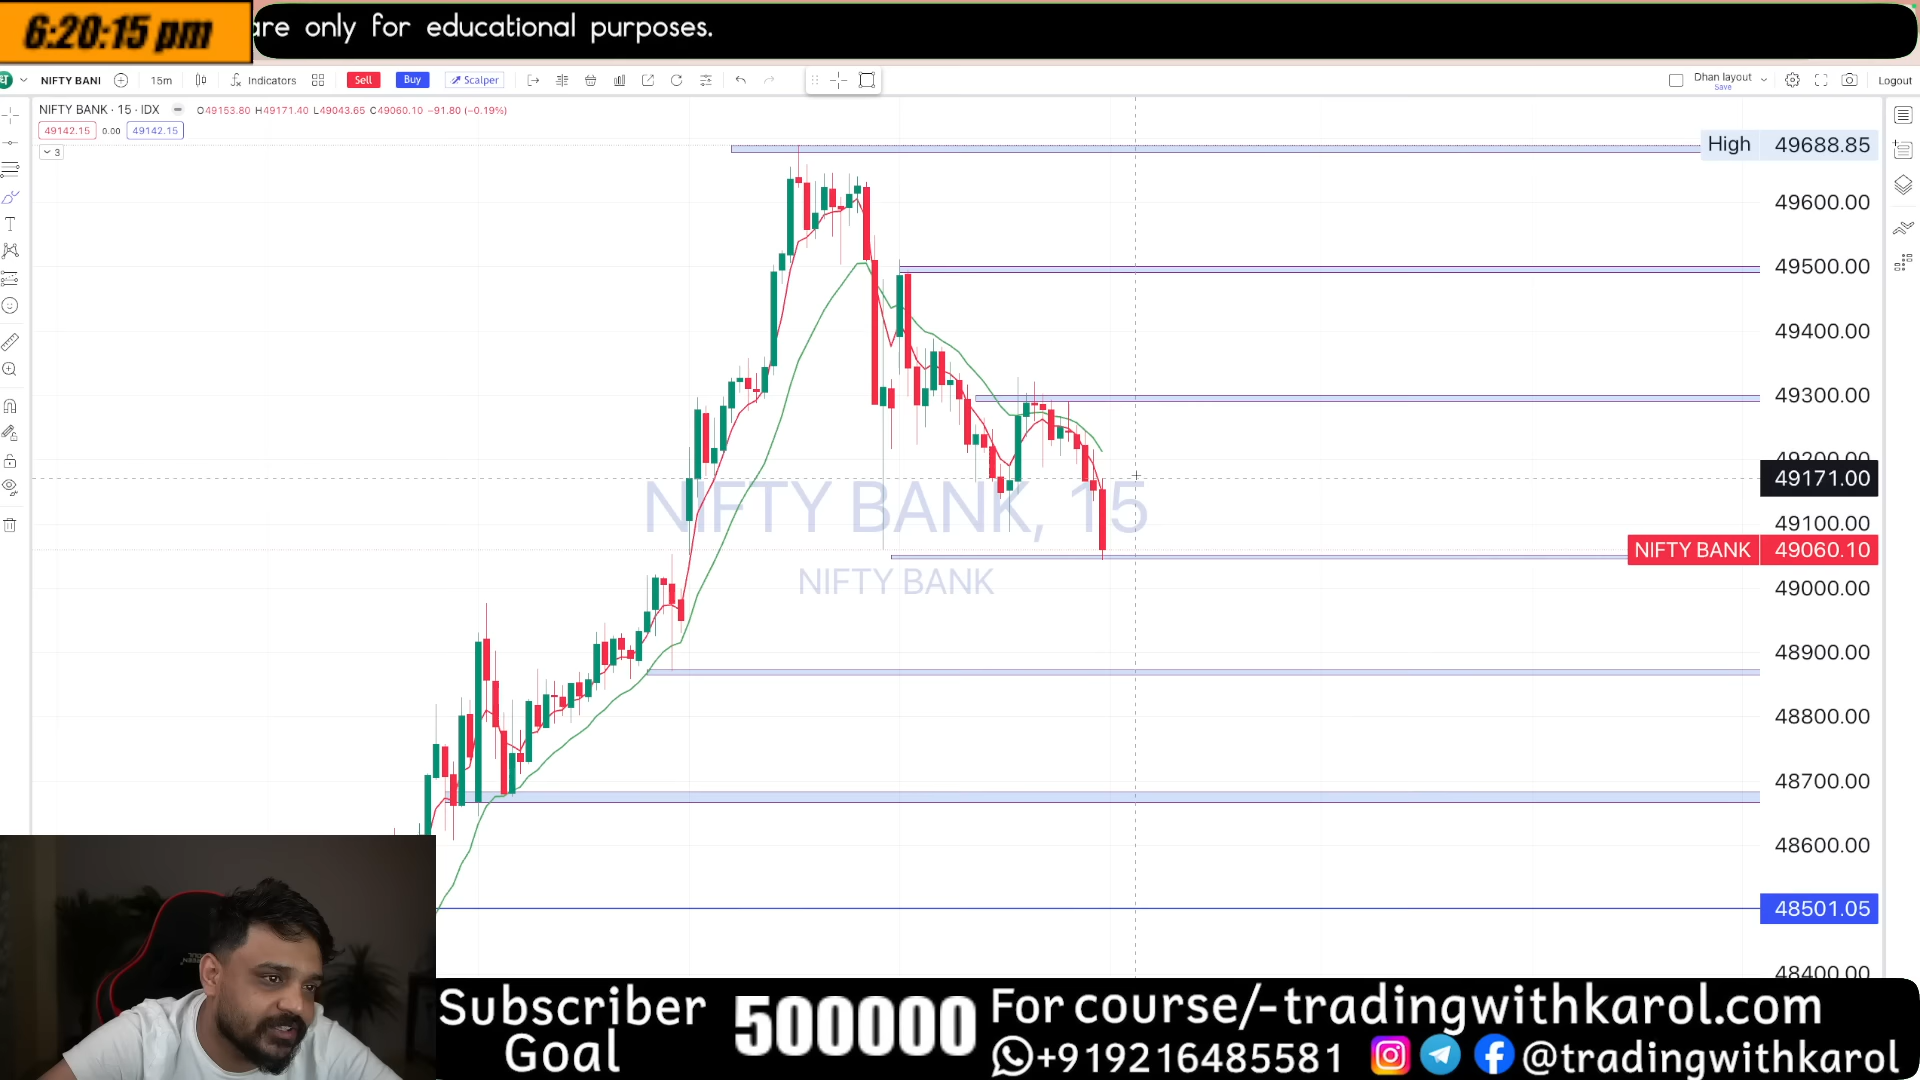 6:20:15 pm
are only for educational purposes.
NIFTY BANI
15m
Indicators
Sell
Buy
Scalper
Dhan layout
Save
Logout
NIFTY BANK · 15 · IDX
O49153.80 H49171.40 L49043.65 C49060.10 −91.80 (−0.19%)
49142.15
0.00
49142.15
3
High 49688.85
49600.00
49500.00
49400.00
49300.00
49200.00
49171.00
49100.00
NIFTY BANK 49060.10
49000.00
48900.00
48800.00
48700.00
48600.00
48501.05
48400.00
NIFTY BANK, 15
NIFTY BANK
Subscriber
Goal
500000
For course/-tradingwithkarol.com
+919216485581
@tradingwithkarol